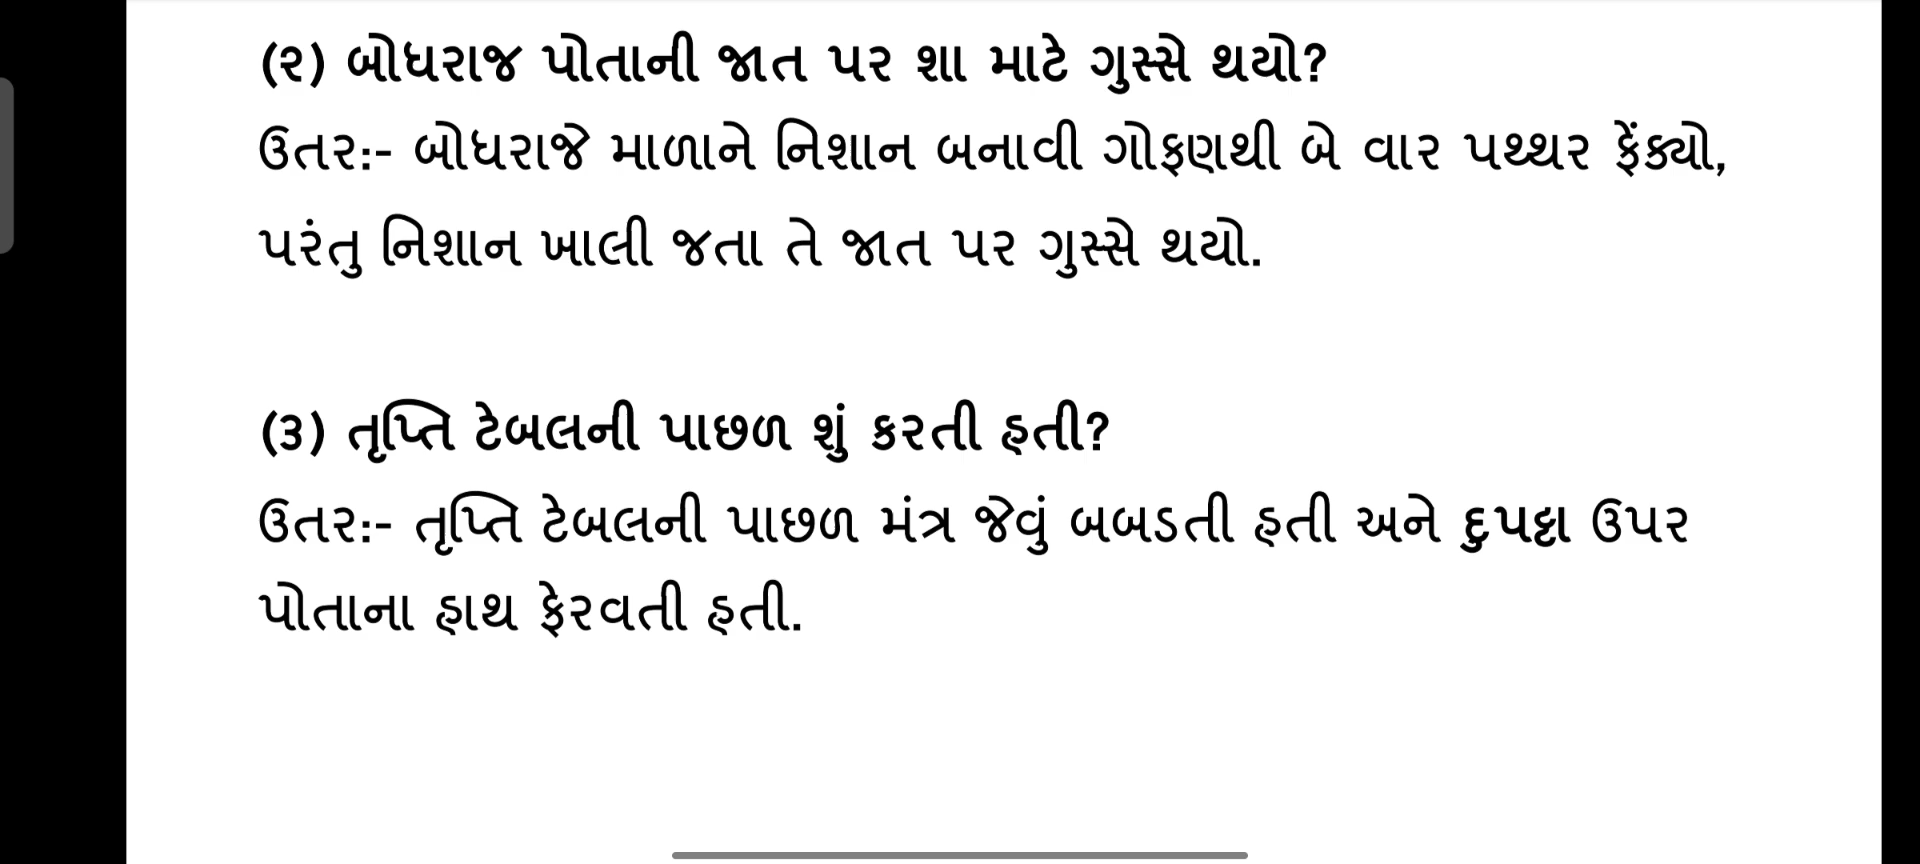 (૨) બોધરાજ પોતાની જાત પર શા માટે ગુસ્સે થયો?
ઉતર:- બોધરાજે માળાને નિશાન બનાવી ગોફણથી બે વાર પથ્થર ફેંક્યો,
પરંતુ નિશાન ખાલી જતા તે જાત પર ગુસ્સે થયો.
(૩) તૃપ્તિ ટેબલની પાછળ શું કરતી હતી?
ઉતર:- તૃપ્તિ ટેબલની પાછળ મંત્ર જેવું બબડતી હતી અને દુપટ્ટા ઉપર
પોતાના હાથ ફેરવતી હતી.